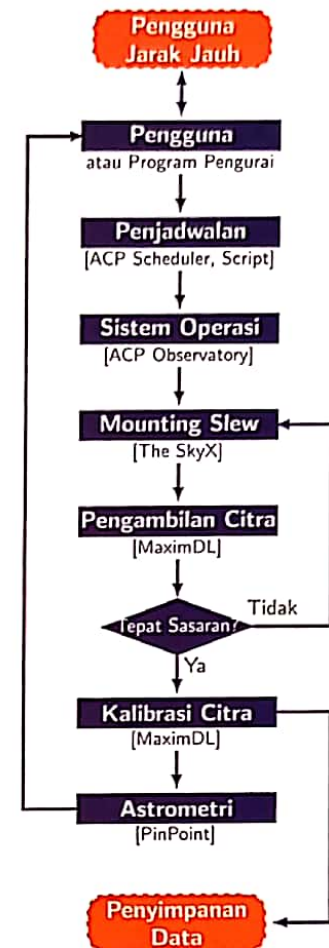 Pengguna
Jarak Jauh
Pengguna
atau Program Pengurai
Penjadwalan
[ACP Scheduler, Script]
Sistem Operasi
[ACP Observatory]
Mounting Slew
[The SkyX]
Pengambilan Citra
[MaximDL]
Tepat Sasaran?
Tidak
Ya
Kalibrasi Citra
[MaximDL]
Astrometri
[PinPoint]
Penyimpanan
Data